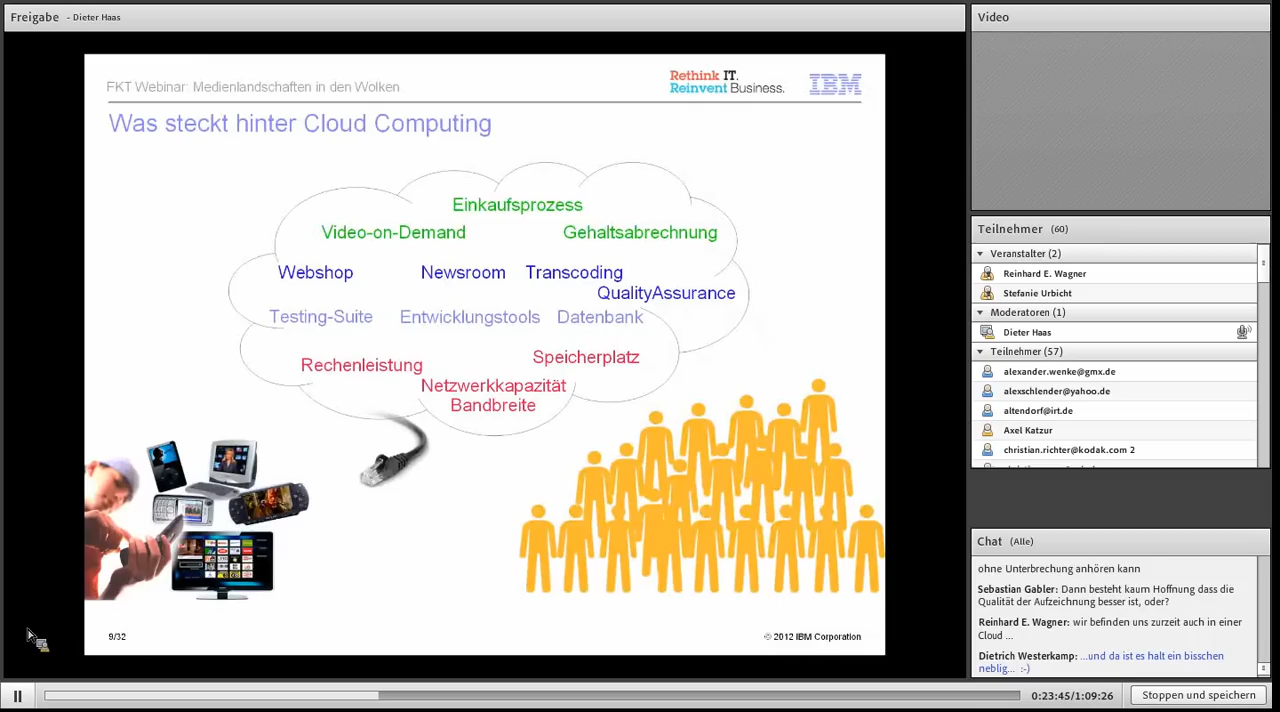 Freigabe - Dieter Haas
FKT Webinar: Medienlandschaften in den Wolken
Rethink IT.
Reinvent Business.
IBM
Was steckt hinter Cloud Computing
Einkaufsprozess
Video-on-Demand
Gehaltsabrechnung
Webshop
Newsroom
Transcoding
QualityAssurance
Testing-Suite
Entwicklungstools
Datenbank
Rechenleistung
Speicherplatz
Netzwerkkapazität
Bandbreite
9/32
© 2012 IBM Corporation
0:23:45/1:09:26
Stoppen und speichern
Video
Teilnehmer (60)
Veranstalter (2)
Reinhard E. Wagner
Stefanie Urbicht
Moderatoren (1)
Dieter Haas
Teilnehmer (57)
alexander.wenke@gmx.de
alexschlender@yahoo.de
altendorf@irt.de
Axel Katzur
christian.richter@kodak.com 2
Chat (Alle)
ohne Unterbrechung anhören kann
Sebastian Gabler: Dann besteht kaum Hoffnung dass die
Qualität der Aufzeichnung besser ist, oder?
Reinhard E. Wagner: wir befinden uns zurzeit auch in einer
Cloud ...
Dietrich Westerkamp: ...und da ist es halt ein bisschen
neblig... :-)